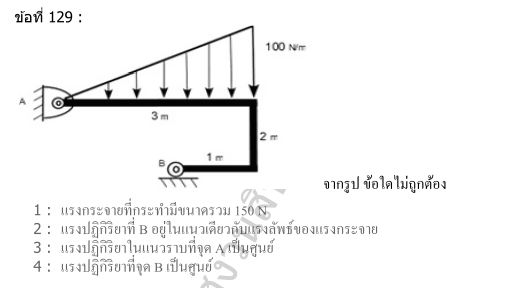 ข้อที่ 129 :
100 N/m
A
3 m
2 m
B
1 m
จากรูป ข้อใดไม่ถูกต้อง
1 : แรงกระจายที่กระทำมีขนาดรวม 150 N
2 : แรงปฏิกิริยาที่ B อยู่ในแนวเดียวกับแรงลัพธ์ของแรงกระจาย
3 : แรงปฏิกิริยาในแนวราบที่จุด A เป็นศูนย์
4 : แรงปฏิกิริยาที่จุด B เป็นศูนย์